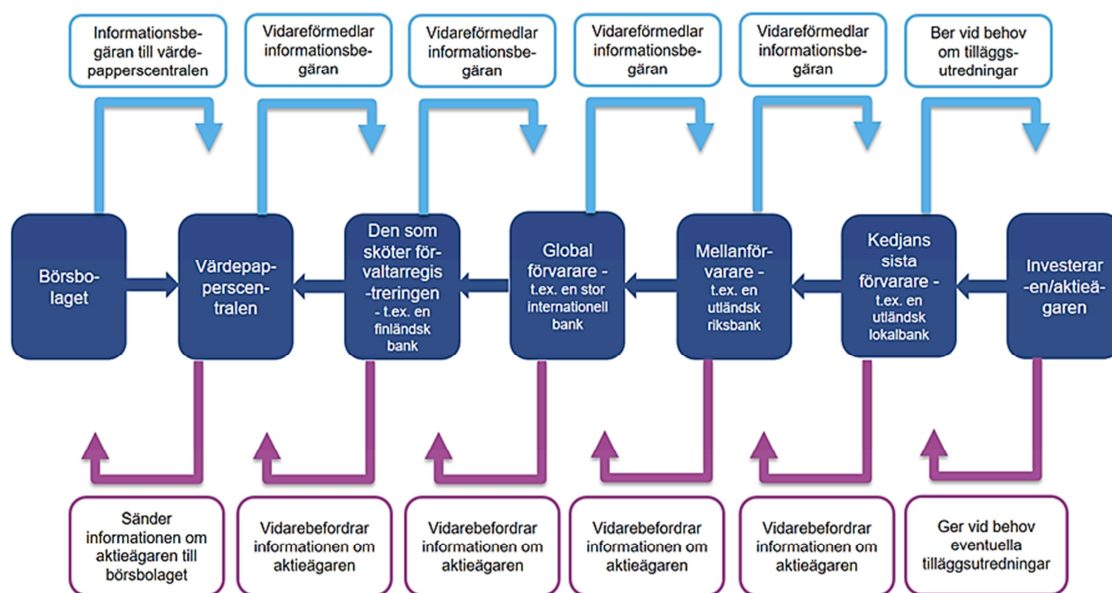 Informationsbe-
gäran till värde-
papperscentralen
Vidareförmedlar
informationsbe-
gäran
Vidareförmedlar
informationsbe-
gäran
Vidareförmedlar
informationsbe-
gäran
Vidareförmedlar
informationsbe-
gäran
Ber vid behov
om tilläggs-
utredningar
Börsbo-
laget
Värdepap-
perscen-
tralen
Den som
sköter för-
valtarregis
-treringen
- t.ex. en
finländsk
bank
Global
förvarare -
t.ex. en stor
internationell
bank
Mellanför-
varare -
t.ex. en
utländsk
riksbank
Kedjans
sista
förvarare -
t.ex. en
utländsk
lokalbank
Investerar
-en/aktieä-
garen
Sänder
informationen om
aktieägaren till
börsbolaget
Vidarebefordrar
informationen om
aktieägaren
Vidarebefordrar
informationen om
aktieägaren
Vidarebefordrar
informationen om
aktieägaren
Vidarebefordrar
informationen om
aktieägaren
Ger vid behov
eventuella
tilläggsutredningar